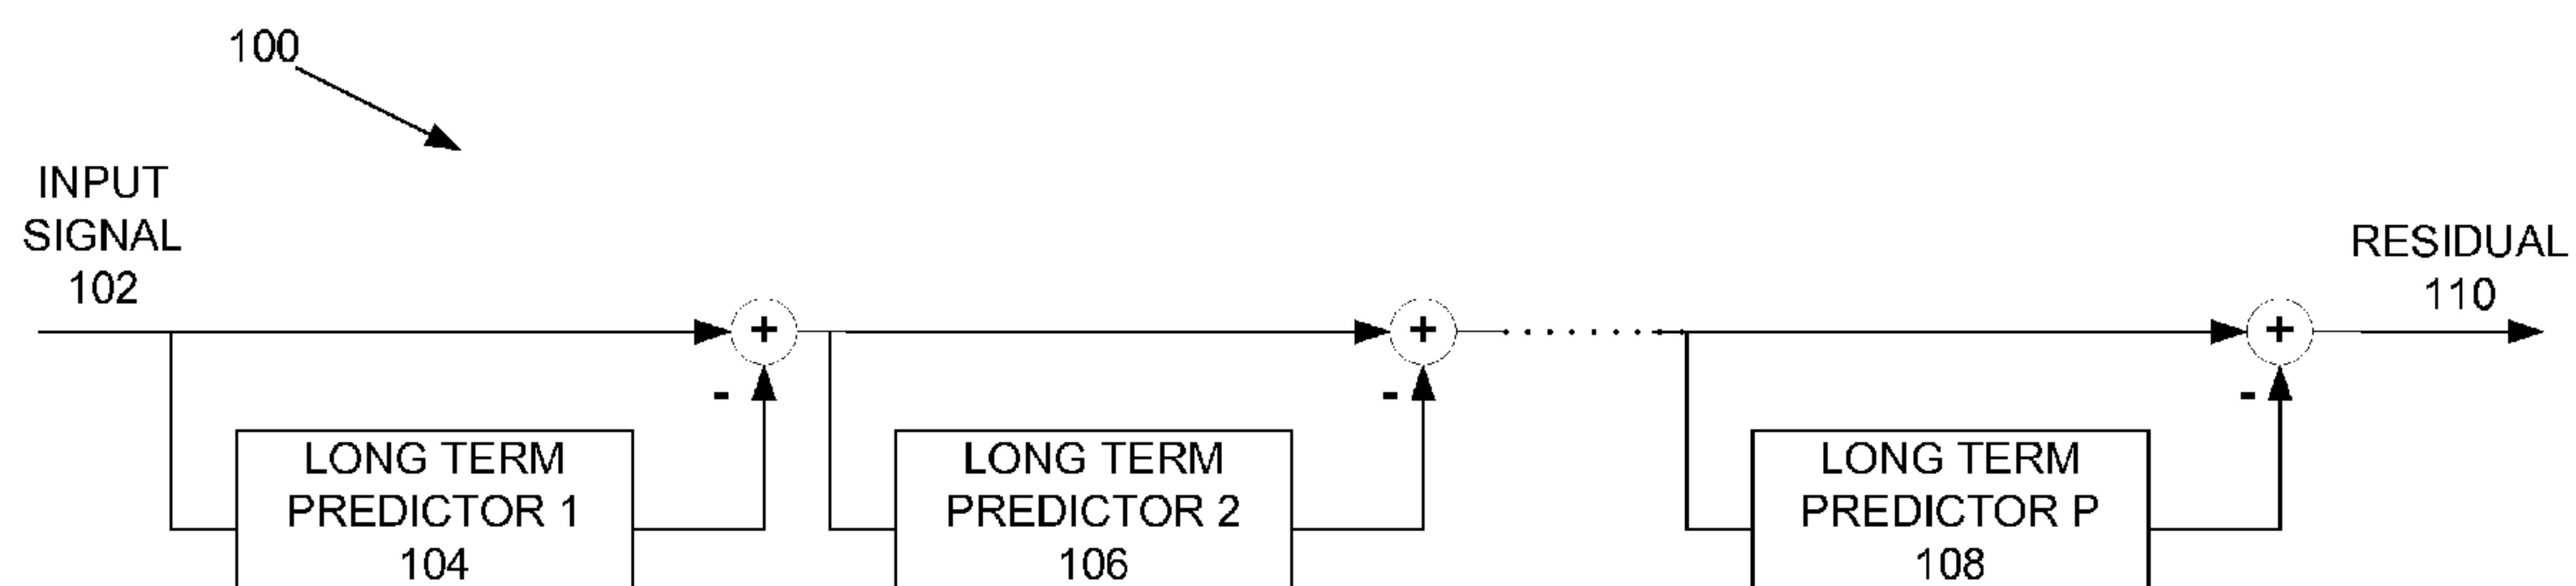 100
INPUT
SIGNAL
102
RESIDUAL
110
+
+
+
-
-
-
LONG TERM
PREDICTOR 1
104
LONG TERM
PREDICTOR 2
106
LONG TERM
PREDICTOR P
108